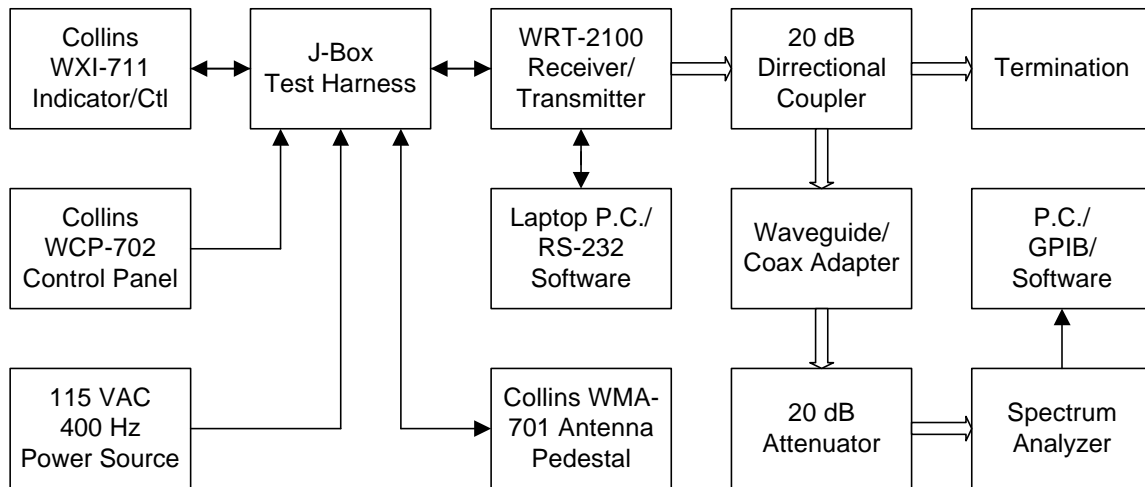 Collins
WXI-711
Indicator/Ctl
J-Box
Test Harness
WRT-2100
Receiver/
Transmitter
20 dB
Dirrectional
Coupler
Termination
Collins
WCP-702
Control Panel
Laptop P.C./
RS-232
Software
Waveguide/
Coax Adapter
P.C./
GPIB/
Software
115 VAC
400 Hz
Power Source
Collins WMA-
701 Antenna
Pedestal
20 dB
Attenuator
Spectrum
Analyzer